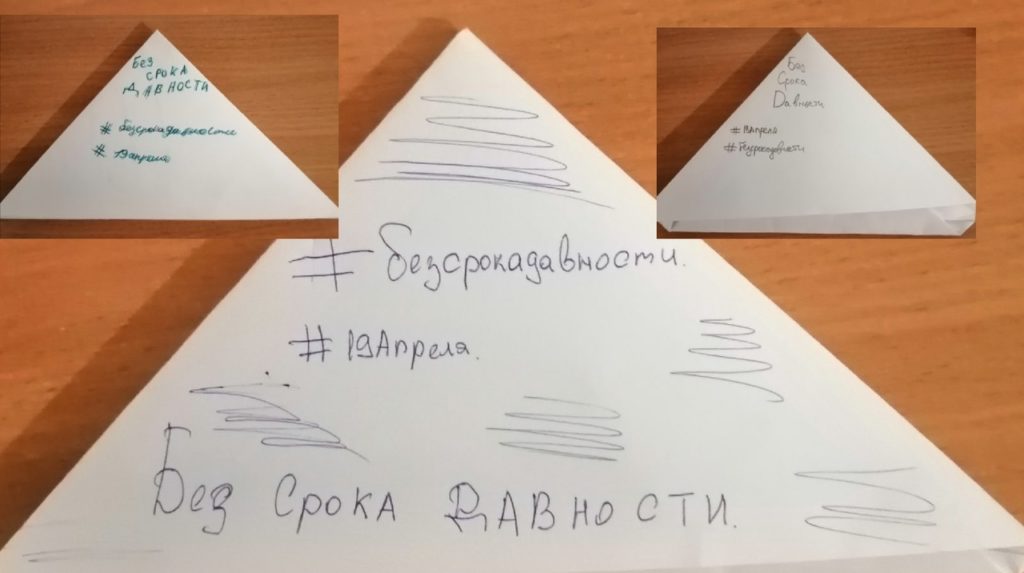 Без
срока
Давности
#безсрокадавности
#19апреля
#безсрокадавности.
#19Апреля.
Без Срока Давности.
Без
Срока
Давности
#19Апреля
#безсрокадавности